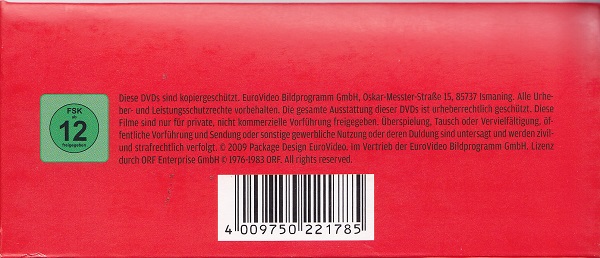 FSK
ab
12
freigegeben
Diese DVDs sind kopiergeschützt. EuroVideo Bildprogramm GmbH, Oskar-Messter-Straße 15, 85737 Ismaning. Alle Urhe-
ber- und Leistungsschutzrechte vorbehalten. Die gesamte Ausstattung dieser DVDs ist urheberrechtlich geschützt. Diese
Filme sind nur für private, nicht kommerzielle Vorführung freigegeben. Überspielung, Tausch oder Vervielfältigung, öf-
fentliche Vorführung und Sendung oder sonstige gewerbliche Nutzung oder deren Duldung sind untersagt und werden zivil-
und strafrechtlich verfolgt. © 2009 Package Design EuroVideo. im Vertrieb der EuroVideo Bildprogramm GmbH, Lizenz
durch ORF Enterprise GmbH © 1976-1983 ORF. All rights reserved.
4 009750 221785